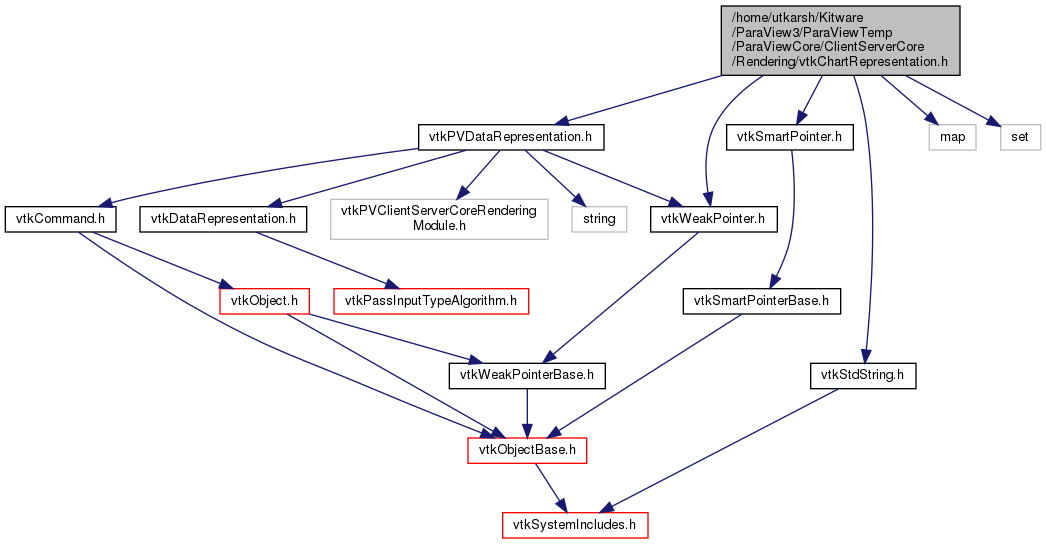 /home/utkarsh/Kitware
/ParaView3/ParaViewTemp
/ParaViewCore/ClientServerCore
/Rendering/vtkChartRepresentation.h
vtkPVDataRepresentation.h
vtkSmartPointer.h
map
set
vtkCommand.h
vtkDataRepresentation.h
vtkPVClientServerCoreRendering
Module.h
string
vtkWeakPointer.h
vtkObject.h
vtkPassInputTypeAlgorithm.h
vtkSmartPointerBase.h
vtkWeakPointerBase.h
vtkStdString.h
vtkObjectBase.h
vtkSystemIncludes.h